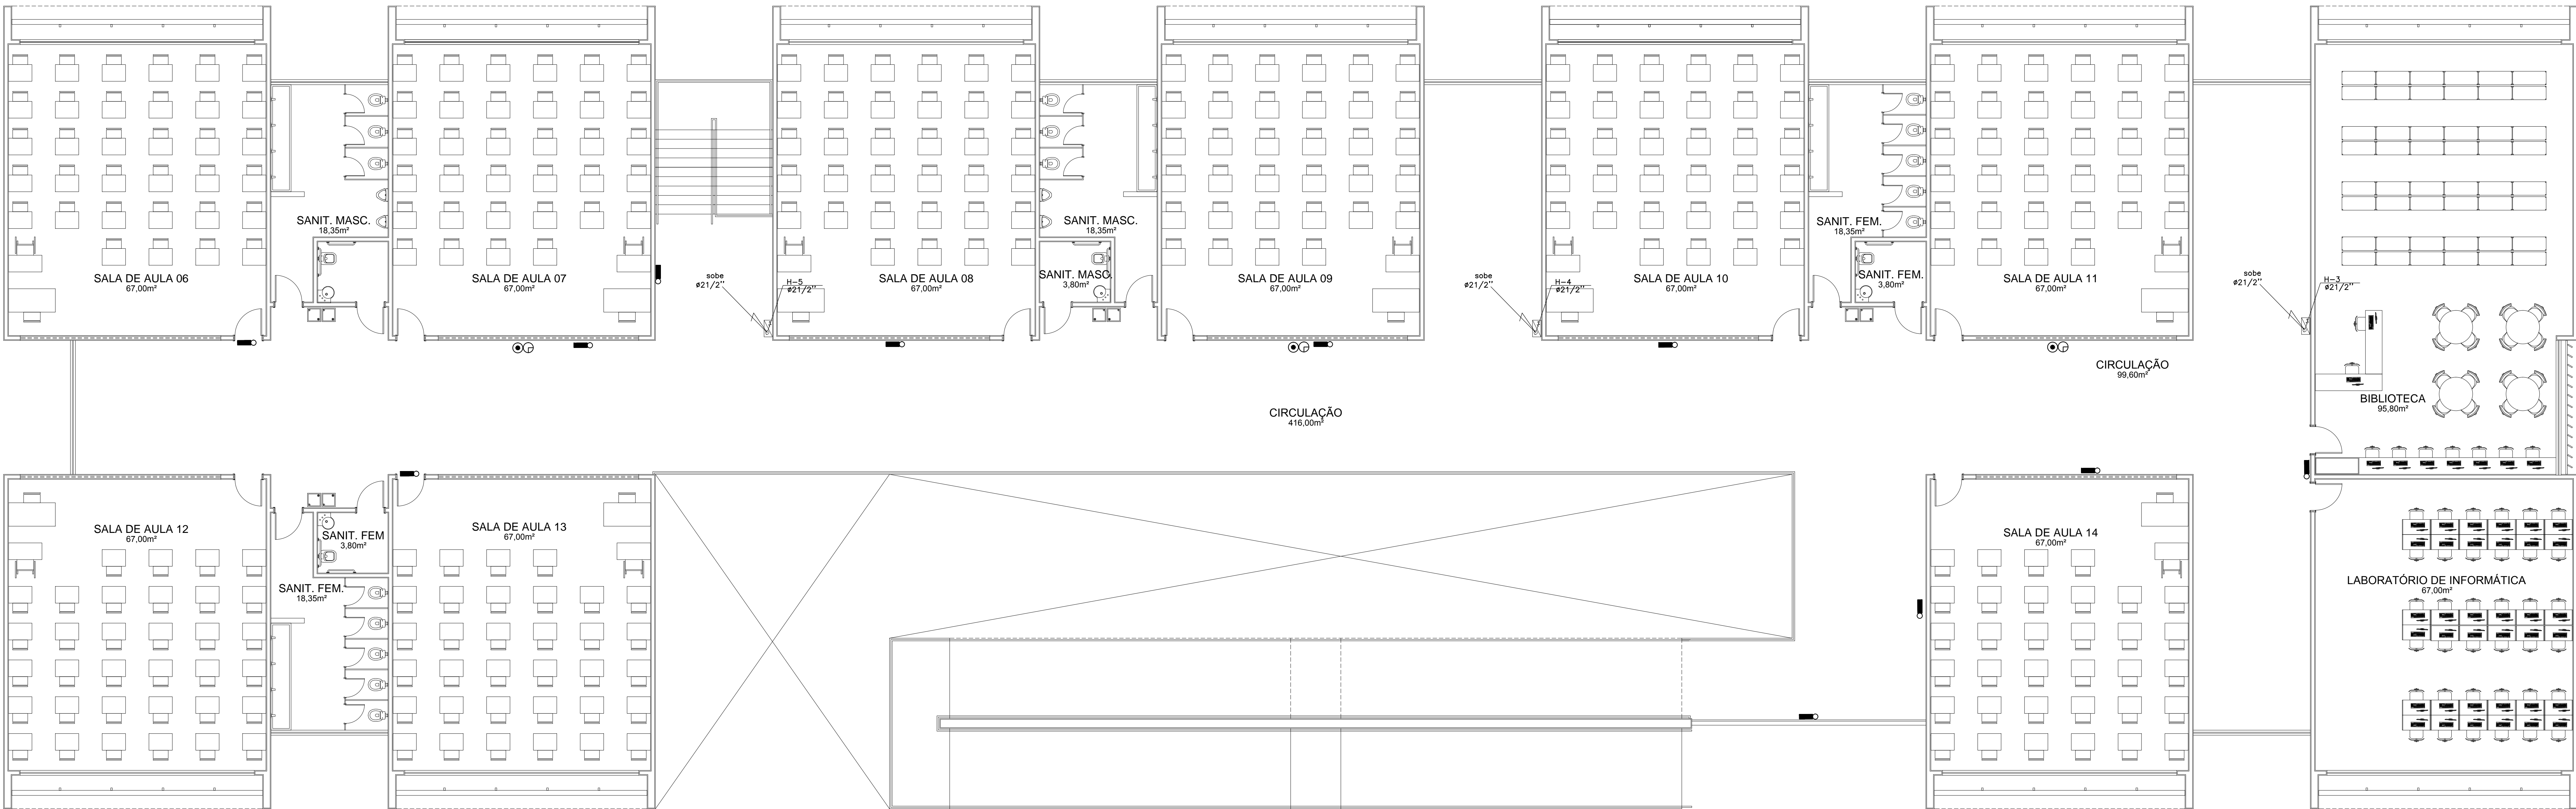 SANIT. MASC.
18,35m²
SANIT. MASC.
18,35m²
SANIT. FEM.
18,35m²
SALA DE AULA 06
67,00m²
SALA DE AULA 07
67,00m²
sobe
ø21/2''
H-5
ø21/2''
SALA DE AULA 08
67,00m²
SANIT. MASC.
3,80m²
SALA DE AULA 09
67,00m²
sobe
ø21/2''
H-4
ø21/2''
SALA DE AULA 10
67,00m²
SANIT. FEM.
3,80m²
SALA DE AULA 11
67,00m²
sobe
ø21/2''
H-3
ø21/2''
CIRCULAÇÃO
99,60m²
BIBLIOTECA
95,80m²
CIRCULAÇÃO
416,00m²
SALA DE AULA 12
67,00m²
SANIT. FEM
3,80m²
SALA DE AULA 13
67,00m²
SALA DE AULA 14
67,00m²
SANIT. FEM.
18,35m²
LABORATÓRIO DE INFORMÁTICA
67,00m²